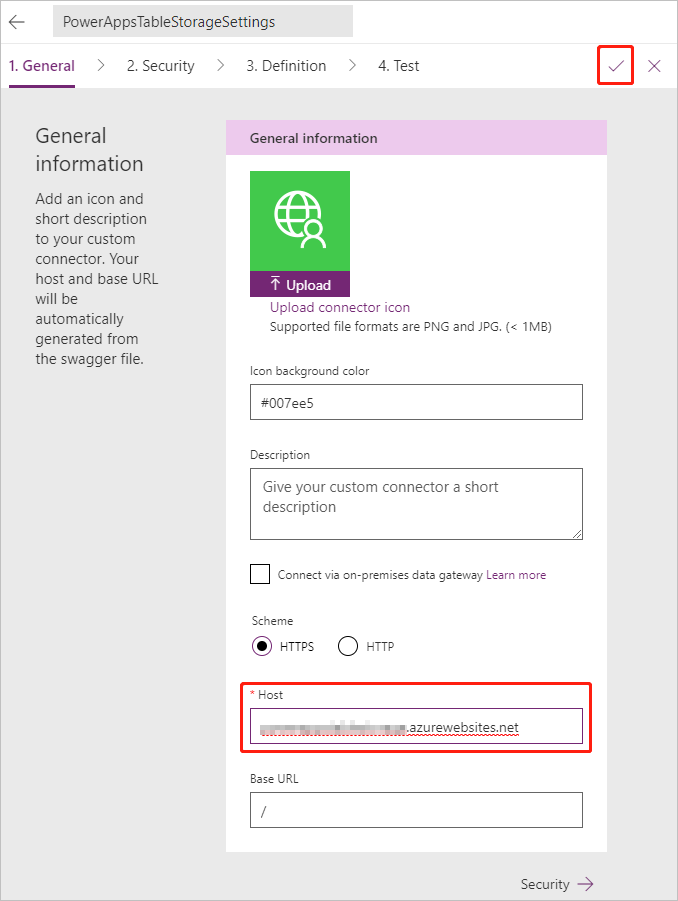 PowerAppsTableStorageSettings
1. General
2. Security
3. Definition
4. Test
General
information
Add an icon and
short description
to your custom
connector. Your
host and base URL
will be
automatically
generated from
the swagger file.
General information
Upload
Upload connector icon
Supported file formats are PNG and JPG. (< 1MB)
Icon background color
#007ee5
Description
Give your custom connector a short
description
Connect via on-premises data gateway Learn more
Scheme
HTTPS HTTP
* Host
.azurewebsites.net
Base URL
/
Security